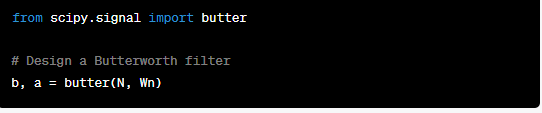 from scipy.signal import butter
# Design a Butterworth filter
b, a = butter(N, Wn)